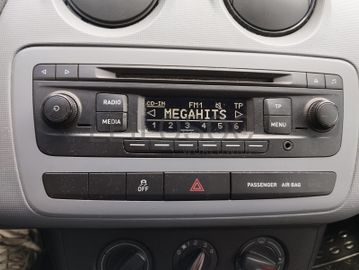 CD-IN FM1 TP
RADIO MEGAHITS TP
MEDIA 1 2 3 4 5 6 MENU
OFF PASSENGER AIR BAG